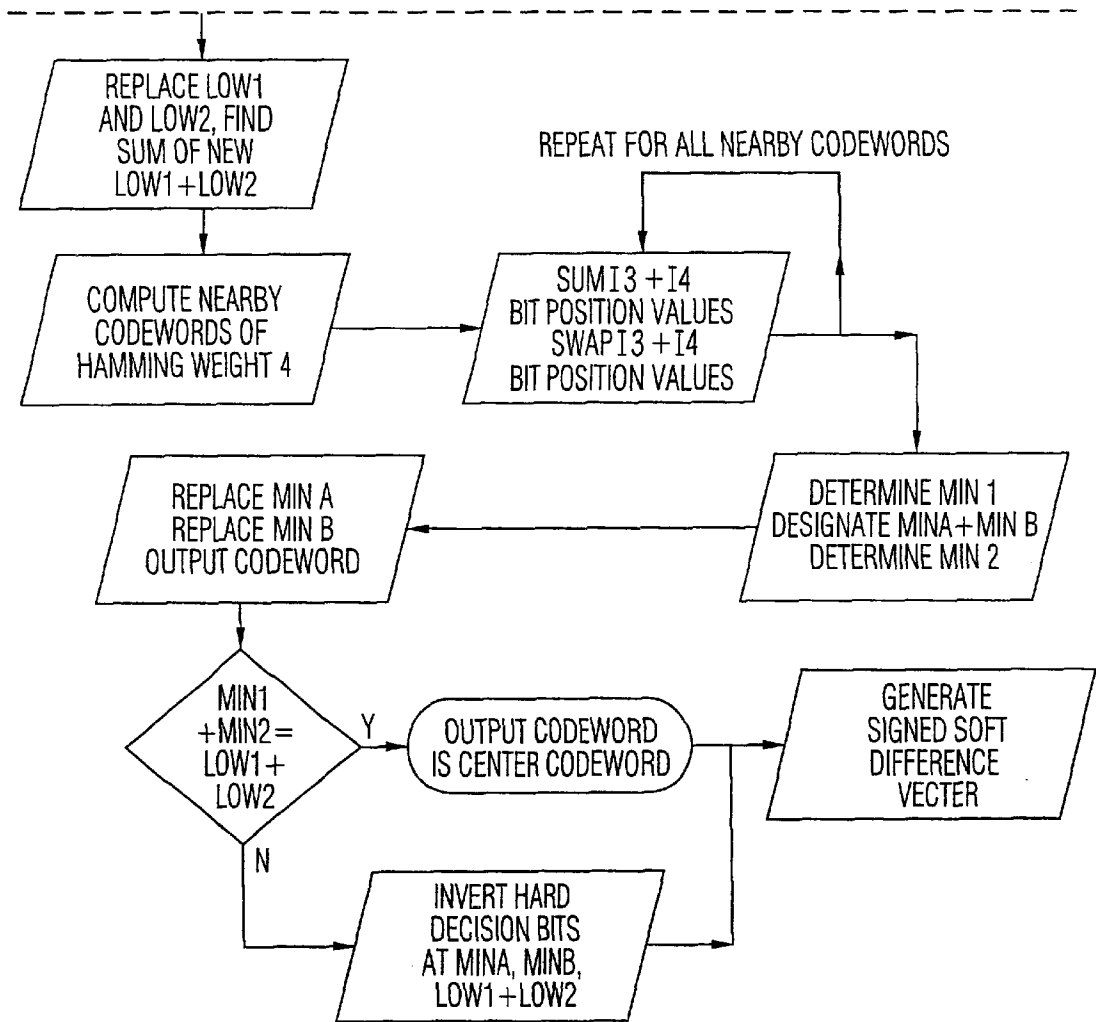 REPLACE LOW1
AND LOW2, FIND
SUM OF NEW
LOW1+LOW2
REPEAT FOR ALL NEARBY CODEWORDS
COMPUTE NEARBY
CODEWORDS OF
HAMMING WEIGHT 4
SUM I3 + I4
BIT POSITION VALUES
SWAP I3 + I4
BIT POSITION VALUES
REPLACE MIN A
REPLACE MIN B
OUTPUT CODEWORD
DETERMINE MIN 1
DESIGNATE MINA+MIN B
DETERMINE MIN 2
MIN1
+MIN2=
LOW1+
LOW2
Y
N
OUTPUT CODEWORD
IS CENTER CODEWORD
GENERATE
SIGNED SOFT
DIFFERENCE
VECTER
INVERT HARD
DECISION BITS
AT MINA, MINB,
LOW1+LOW2